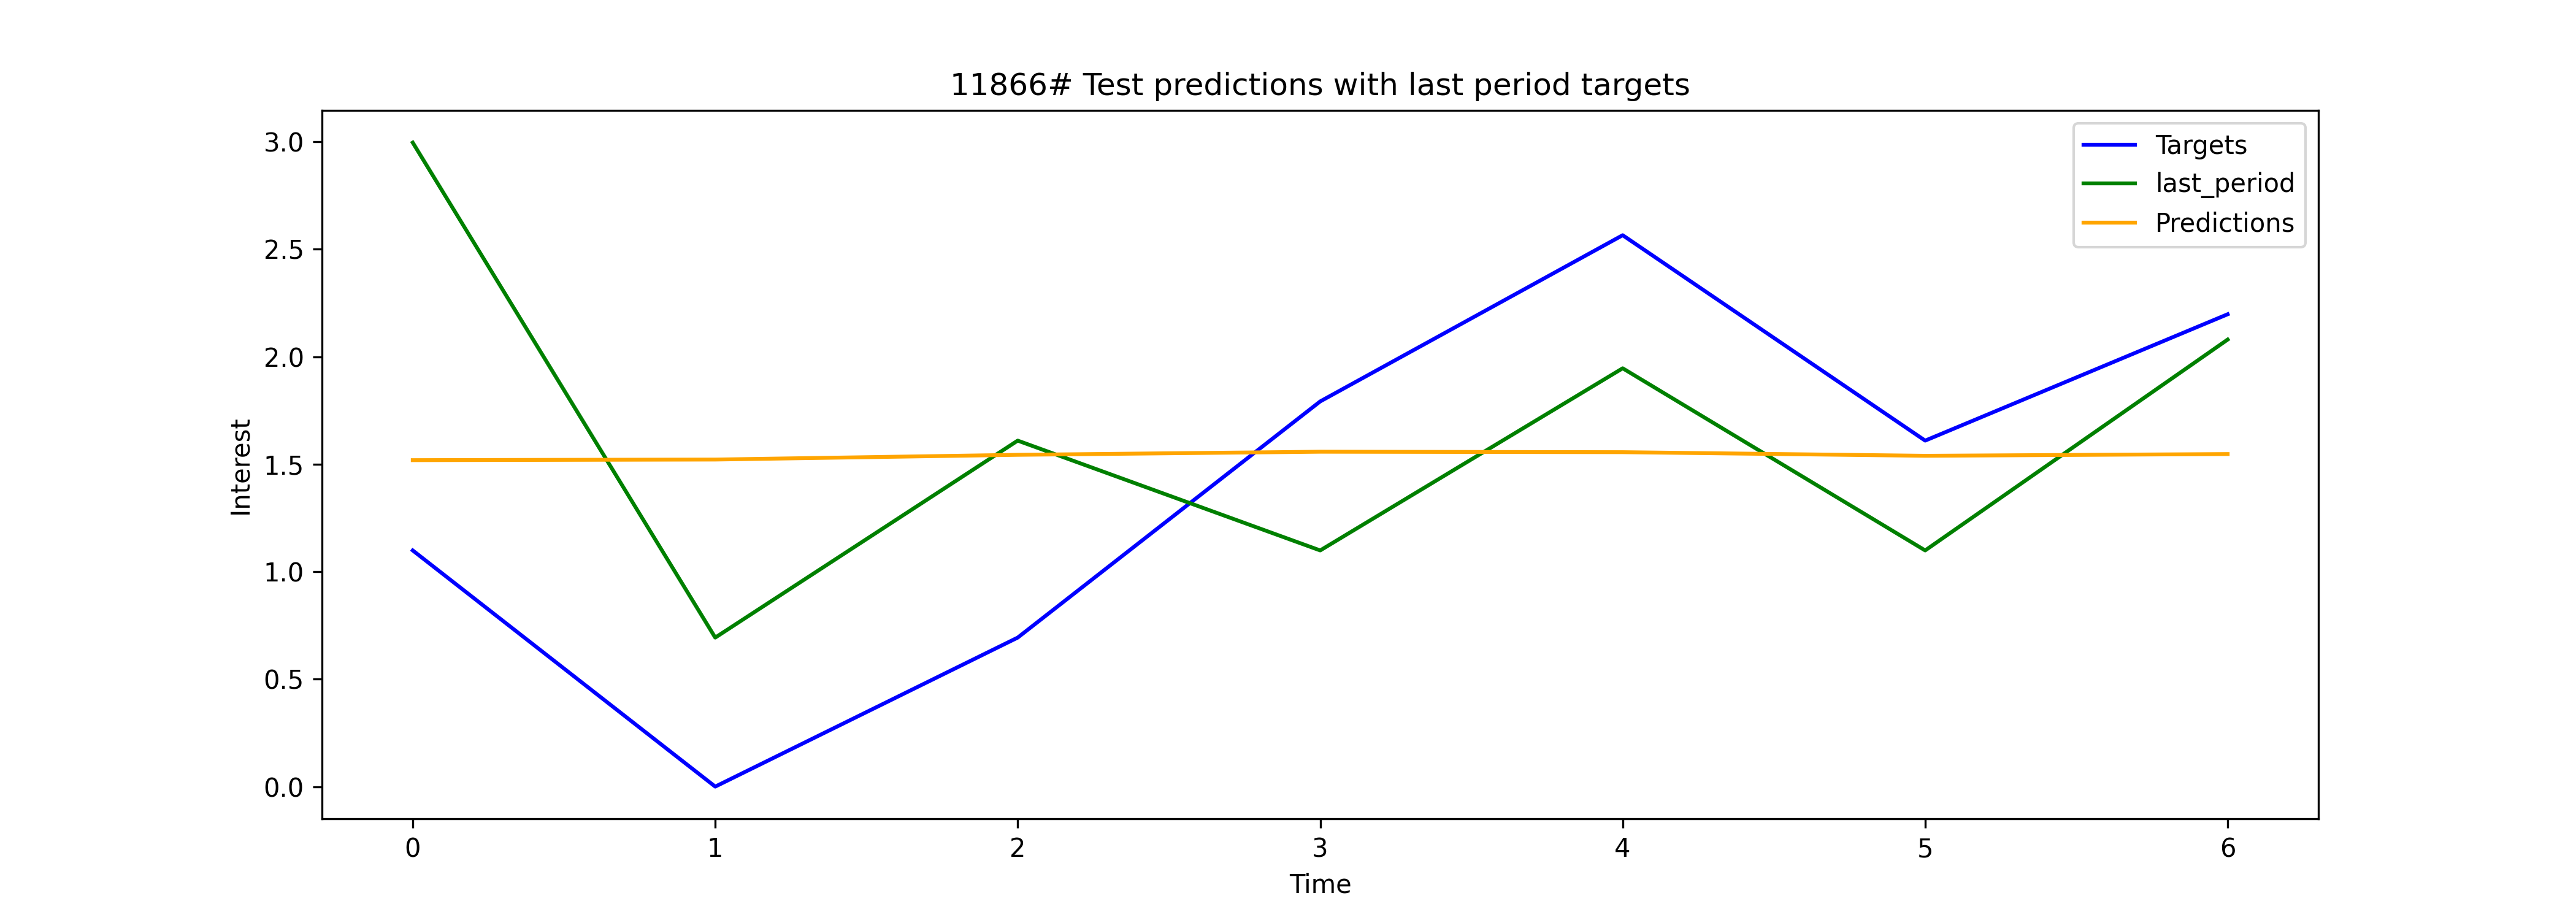 11866# Test predictions with last period targets
Targets
last_period
Predictions
3.0
2.5
2.0
1.5
1.0
0.5
0.0
Interest
0 1 2 3 4 5 6
Time